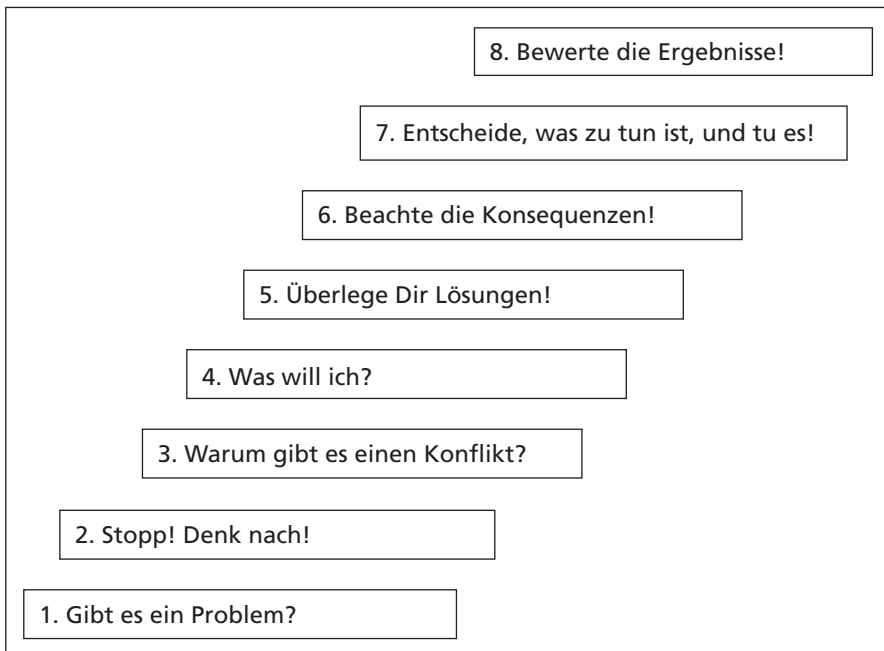 8. Bewerte die Ergebnisse!
7. Entscheide, was zu tun ist, und tu es!
6. Beachte die Konsequenzen!
5. Überlege Dir Lösungen!
4. Was will ich?
3. Warum gibt es einen Konflikt?
2. Stopp! Denk nach!
1. Gibt es ein Problem?